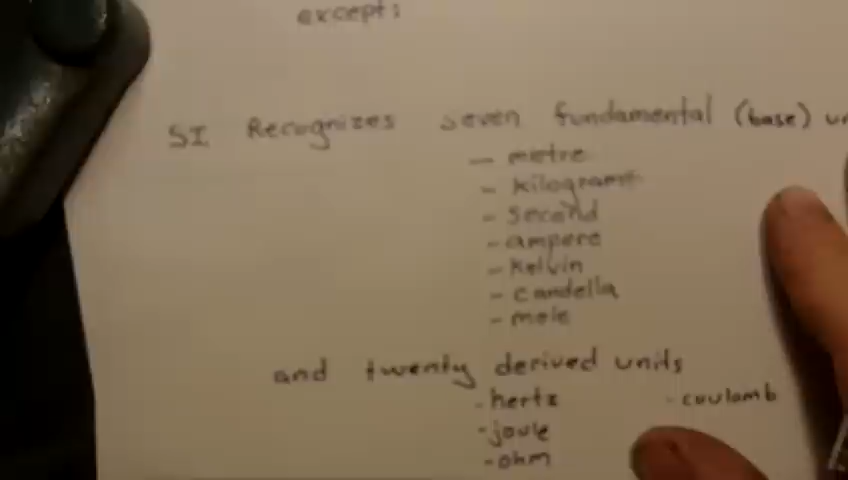 except:
SI Recognizes seven fundamental (base) un
- metre
- kilogram
- second
- ampere
- kelvin
- candella
- mole
and twenty derived units
- hertz - coulomb
- joule
- ohm